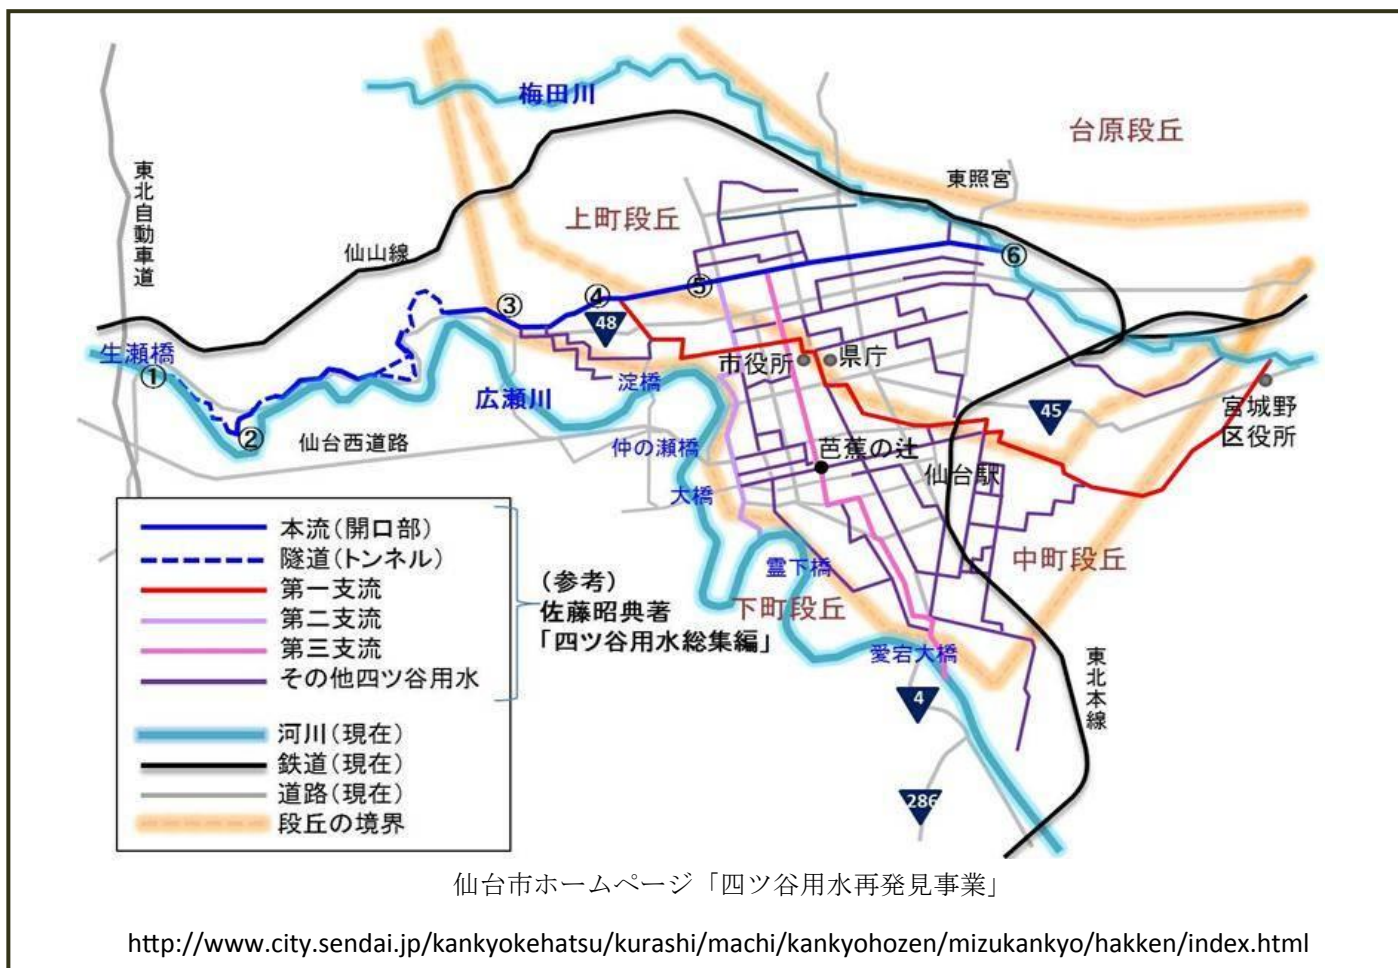 梅田川
台原段丘
東照宮
東北自動車道
上町段丘
仙山線
⑥
⑤
④
③
48
生瀬橋
①
市役所
県庁
淀橋
広瀬川
宮城野
区役所
45
②
仙台西道路
仲の瀬橋
芭蕉の辻
仙台駅
大橋
本流(開口部)
隧道(トンネル)
第一支流
第二支流
第三支流
その他四ツ谷用水
(参考)
佐藤昭典著
「四ツ谷用水総集編」
霊下橋
中町段丘
下町段丘
愛宕大橋
東北本線
4
286
河川(現在)
鉄道(現在)
道路(現在)
段丘の境界
仙台市ホームページ「四ツ谷用水再発見事業」
http://www.city.sendai.jp/kankyokehatsu/kurashi/machi/kankyohozen/mizukankyo/hakken/index.html